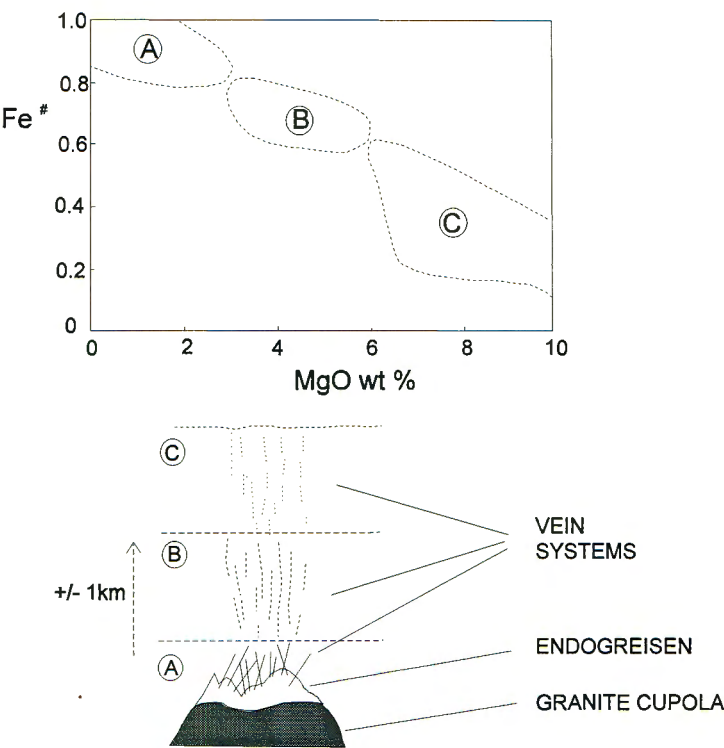 1.0
0.8
Fe #
0.6
0.4
0.2
0
A
B
C
0 2 4 6 8 10
MgO wt %
C
B
+/- 1km
A
VEIN
SYSTEMS
ENDOGREISEN
GRANITE CUPOLA